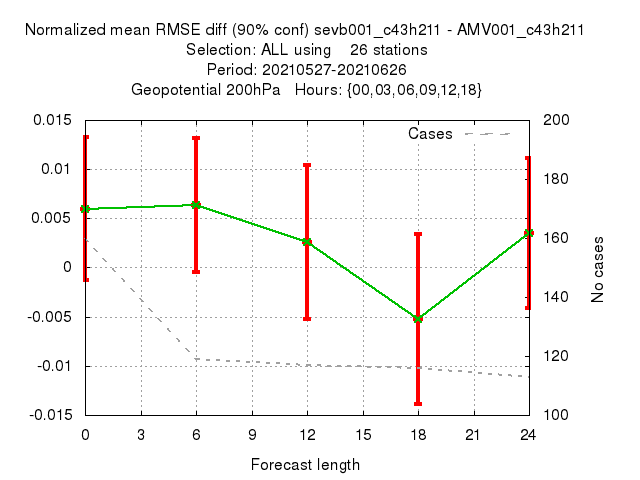 Normalized mean RMSE diff (90% conf) sevb001_c43h211 - AMV001_c43h211
Selection: ALL using 26 stations
Period: 20210527-20210626
Geopotential 200hPa Hours: {00,03,06,09,12,18}
Cases
0.015
0.01
0.005
0
-0.005
-0.01
-0.015
200
180
160
140
120
100
No cases
0 3 6 9 12 15 18 21 24
Forecast length